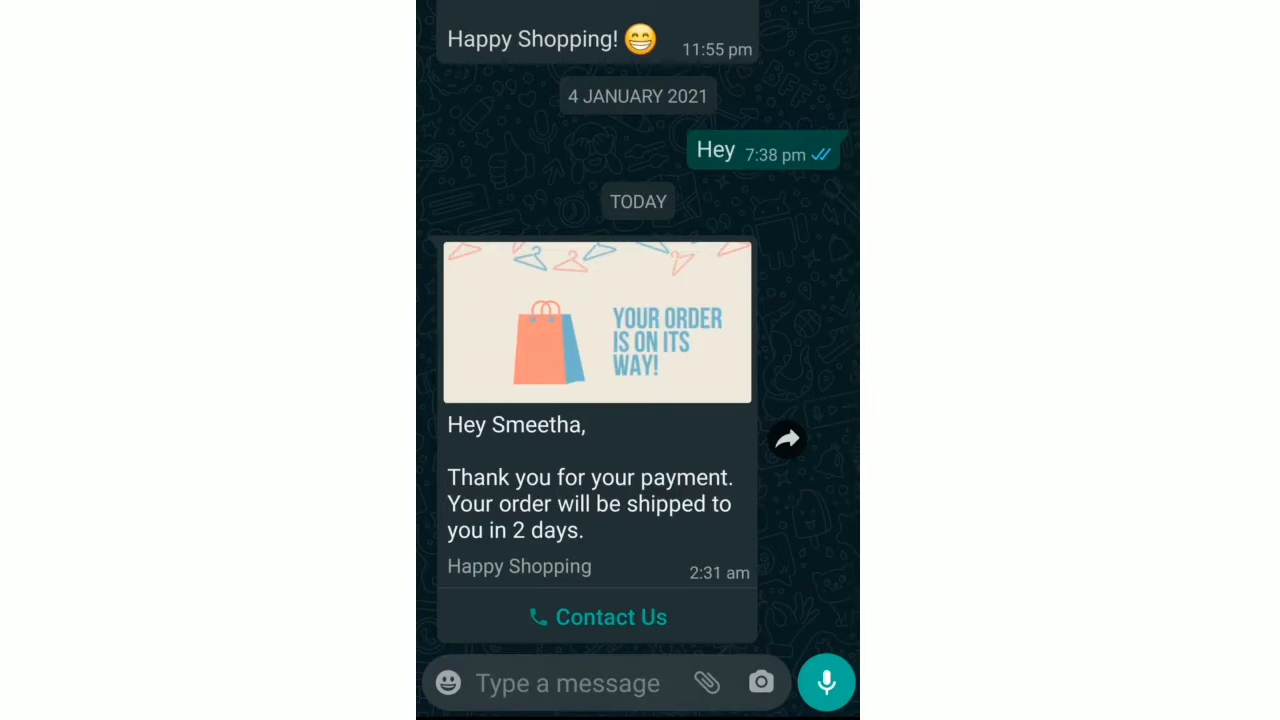 Happy Shopping! 😁 11:55 pm
4 JANUARY 2021
Hey 7:38 pm
TODAY
YOUR ORDER
IS ON ITS
WAY!
Hey Smeetha,
Thank you for your payment.
Your order will be shipped to
you in 2 days.
Happy Shopping 2:31 am
Contact Us
Type a message